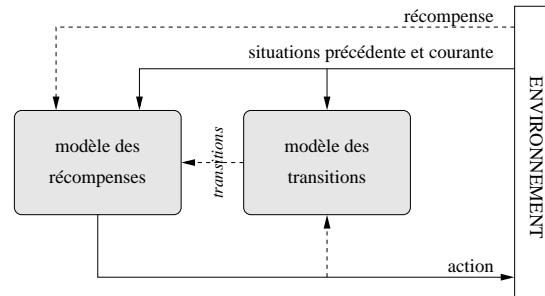 récompense
situations précédente et courante
modèle des
récompenses
transitions
modèle des
transitions
action
ENVIRONNEMENT